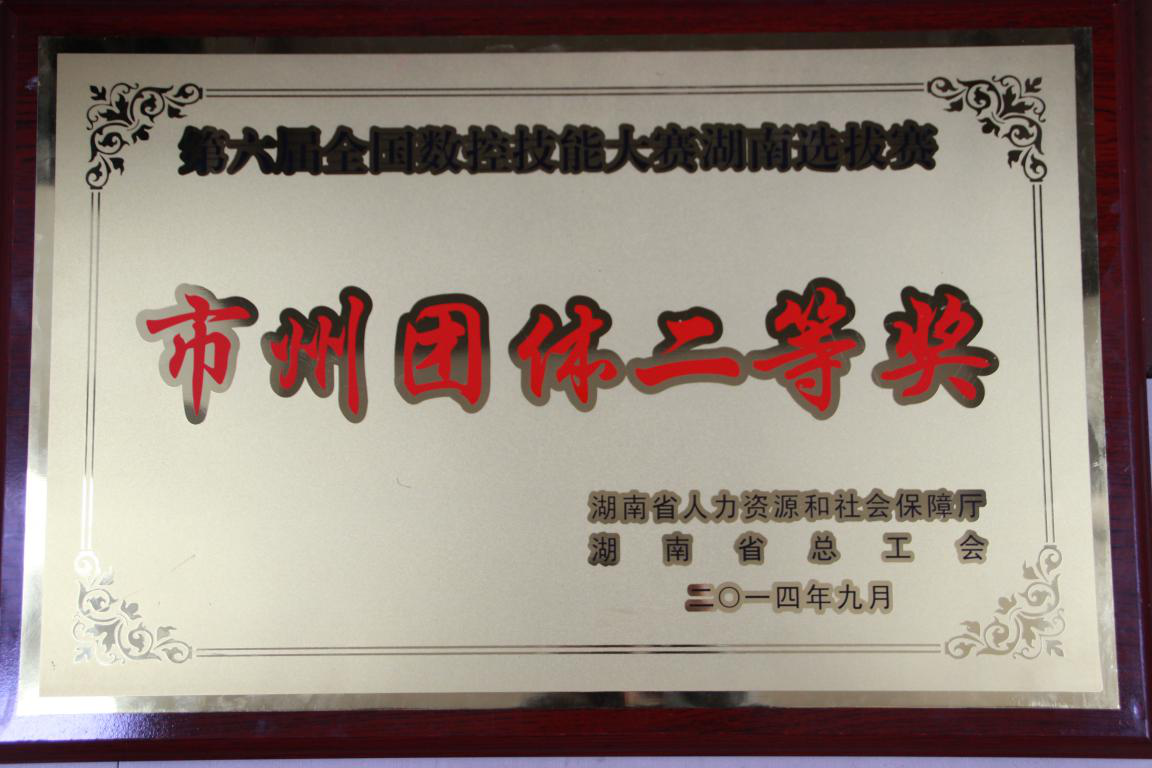 第六届全国数控技能大赛湖南选拔赛
市州团体二等奖
湖南省人力资源和社会保障厅
湖南省总工会
二〇一四年九月